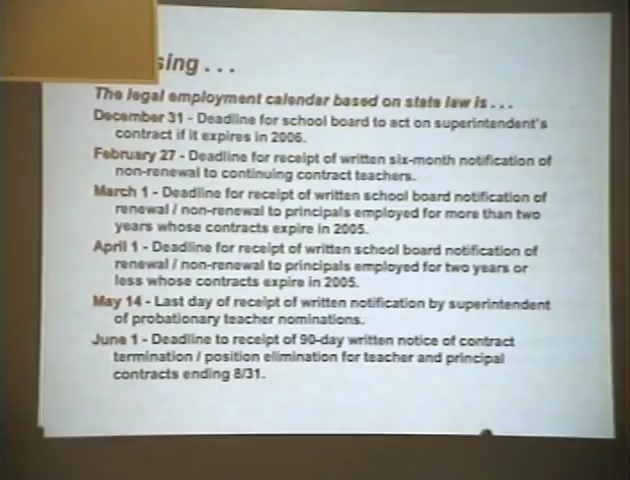 sing . . .
The legal employment calendar based on state law is . . .
December 31 - Deadline for school board to act on superintendent's
contract if it expires in 2006.
February 27 - Deadline for receipt of written six-month notification of
non-renewal to continuing contract teachers.
March 1 - Deadline for receipt of written school board notification of
renewal / non-renewal to principals employed for more than two
years whose contracts expire in 2005.
April 1 - Deadline for receipt of written school board notification of
renewal / non-renewal to principals employed for two years or
less whose contracts expire in 2005.
May 14 - Last day of receipt of written notification by superintendent
of probationary teacher nominations.
June 1 - Deadline to receipt of 90-day written notice of contract
termination / position elimination for teacher and principal
contracts ending 8/31.